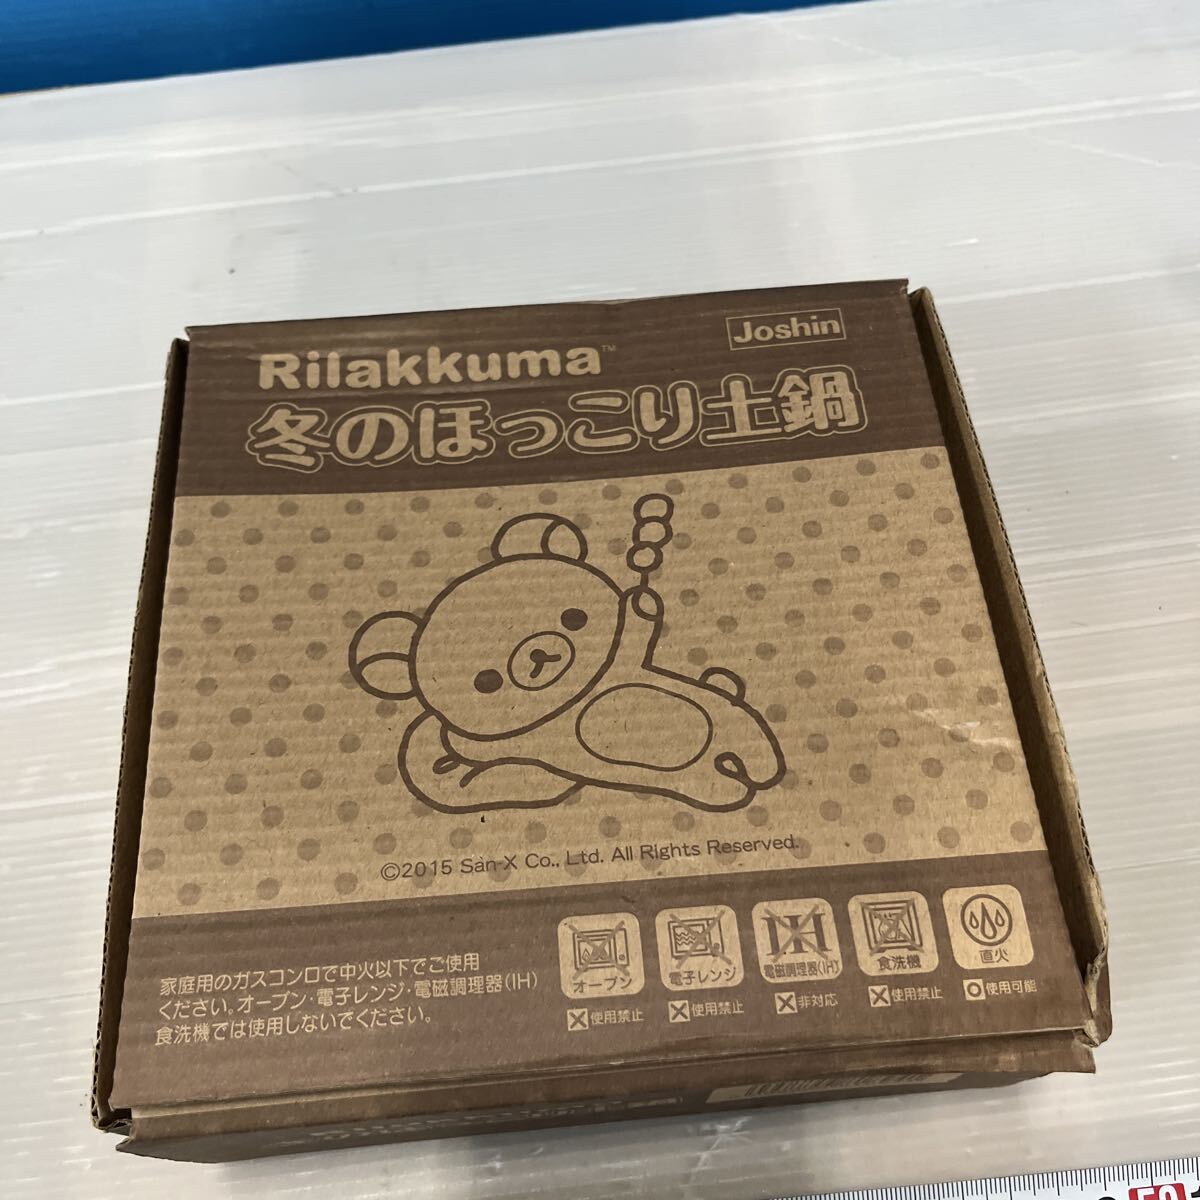 Joshin
Rilakkuma™
冬のほっこり土鍋
©2015 San-X Co., Ltd. All Rights Reserved.
家庭用のガスコンロで中火以下でご使用
ください。オーブン・電子レンジ・電磁調理器(IH)
食洗機では使用しないでください。
オーブン
使用禁止
電子レンジ
使用禁止
IH
電磁調理器(IH)
非対応
食洗機
使用禁止
直火
使用可能
50